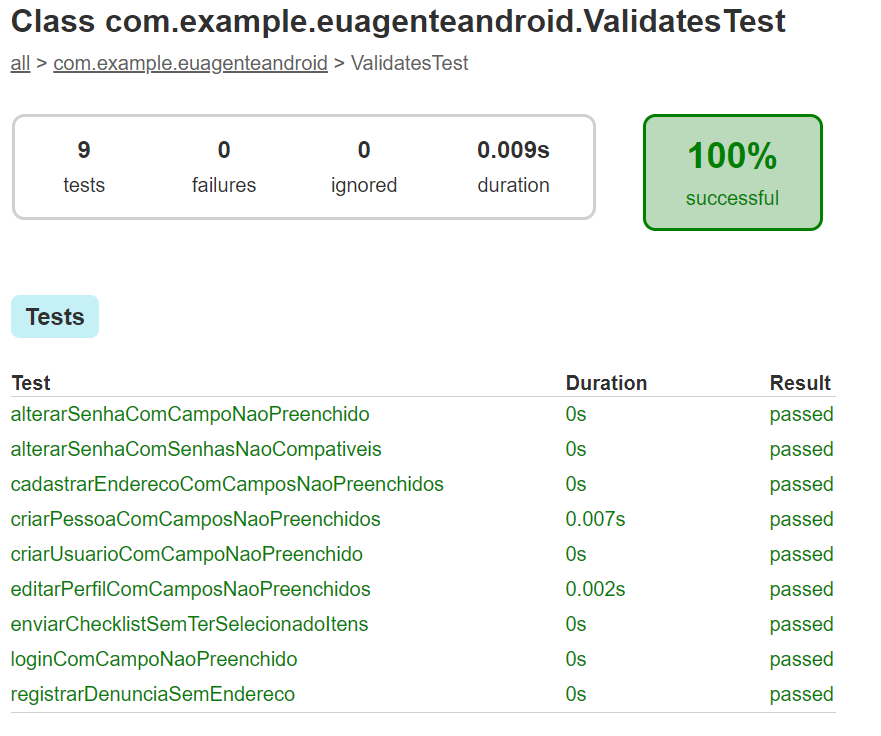 Class com.example.euagenteandroid.ValidatesTest
all > com.example.euagenteandroid > ValidatesTest
9 0 0 0.009s
tests failures ignored duration
100%
successful
Tests
Test Duration Result
alterarSenhaComCampoNaoPreenchido 0s passed
alterarSenhaComSenhasNaoCompativeis 0s passed
cadastrarEnderecoComCamposNaoPreenchidos 0s passed
criarPessoaComCamposNaoPreenchidos 0.007s passed
criarUsuarioComCampoNaoPreenchido 0s passed
editarPerfilComCamposNaoPreenchidos 0.002s passed
enviarChecklistSemTerSelecionadoItens 0s passed
loginComCampoNaoPreenchido 0s passed
registrarDenunciaSemEndereco 0s passed